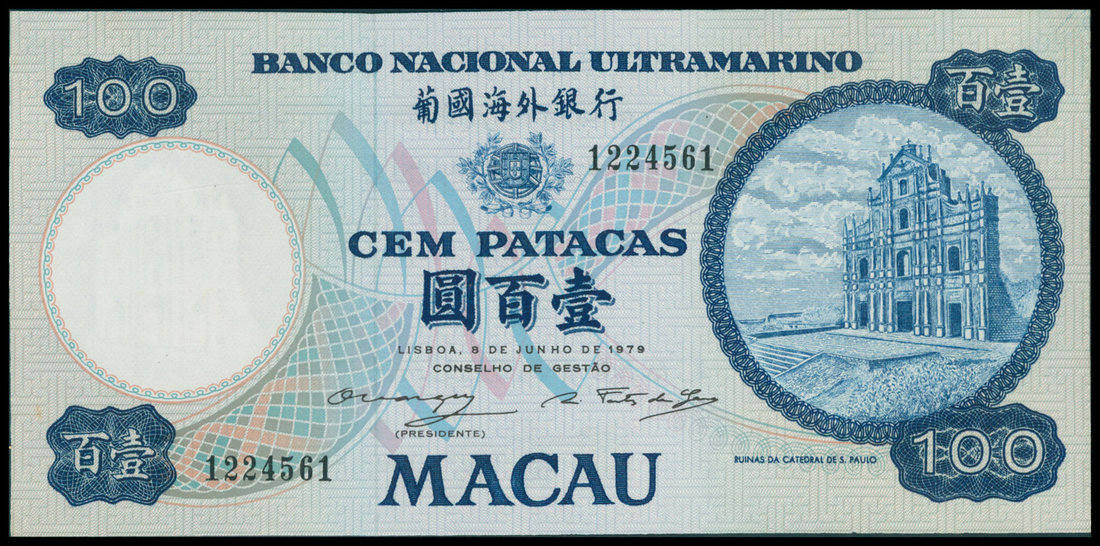 BANCO NACIONAL ULTRAMARINO
100
百壹
葡國海外銀行
1224561
CEM PATACAS
圓百壹
LISBOA, 8 DE JUNHO DE 1979
CONSELHO DE GESTÃO
(PRESIDENTE)
百壹
1224561
MACAU
RUINAS DA CATEDRAL DE S. PAULO
100